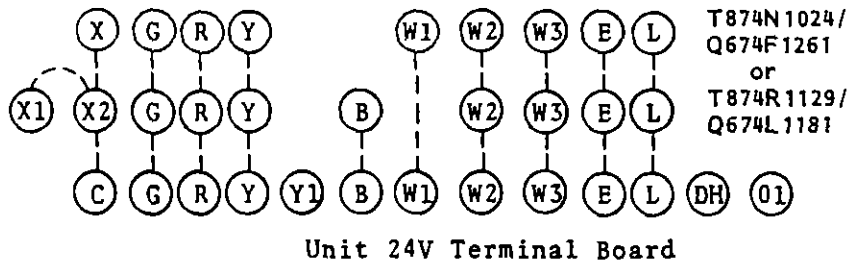 X G R Y W1 W2 W3 E L T874N1024/
Q674F1261
or
X1 X2 G R Y B W2 W3 E L T874R1129/
Q674L1181
C G R Y Y1 B W1 W2 W3 E L DH 01
Unit 24V Terminal Board